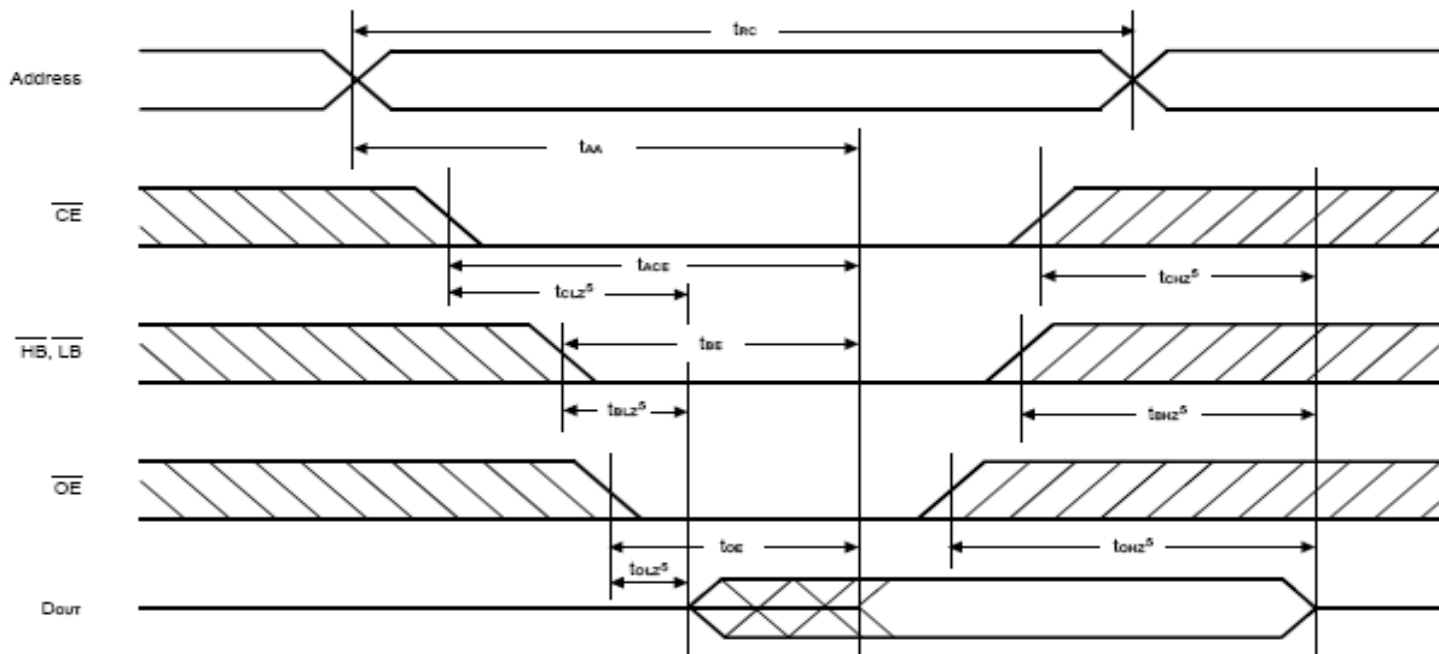 tRC
Address
tAA
CE
tACE
tCHZ5
tCLZ5
HB, LB
tBE
tBLZ5
tBHZ5
OE
tOE
tOHZ5
tOLZ5
DOUT